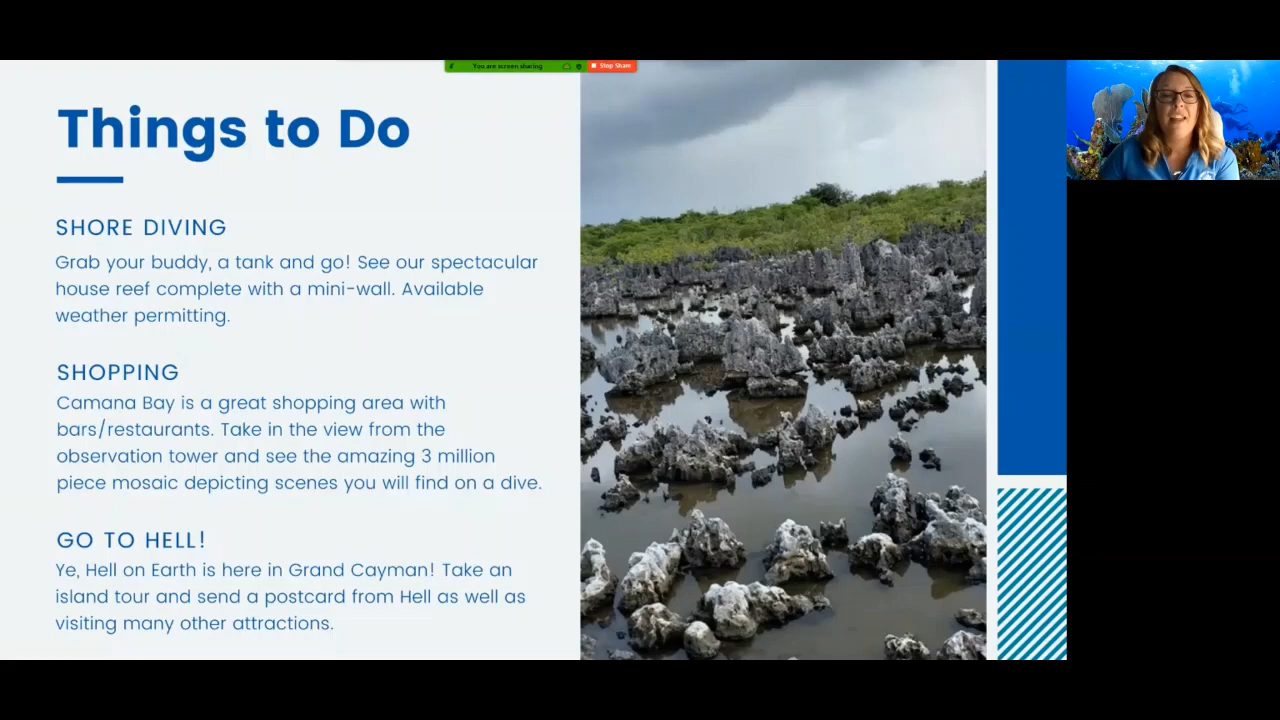 You are screen sharing
Stop Share
Things to Do
SHORE DIVING
Grab your buddy, a tank and go! See our spectacular
house reef complete with a mini-wall. Available
weather permitting.
SHOPPING
Camana Bay is a great shopping area with
bars/restaurants. Take in the view from the
observation tower and see the amazing 3 million
piece mosaic depicting scenes you will find on a dive.
GO TO HELL!
Ye, Hell on Earth is here in Grand Cayman! Take an
island tour and send a postcard from Hell as well as
visiting many other attractions.